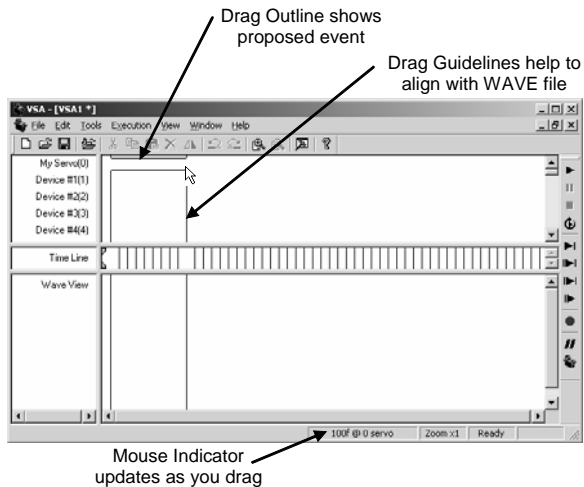 Drag Outline shows
proposed event
Drag Guidelines help to
align with WAVE file
VSA - [VSA1 *]
File Edit Tools Execution View Window Help
My Servo(0)
Device #1(1)
Device #2(2)
Device #3(3)
Device #4(4)
Time Line
Wave View
100f @ 0 servo Zoom x1 Ready
Mouse Indicator
updates as you drag